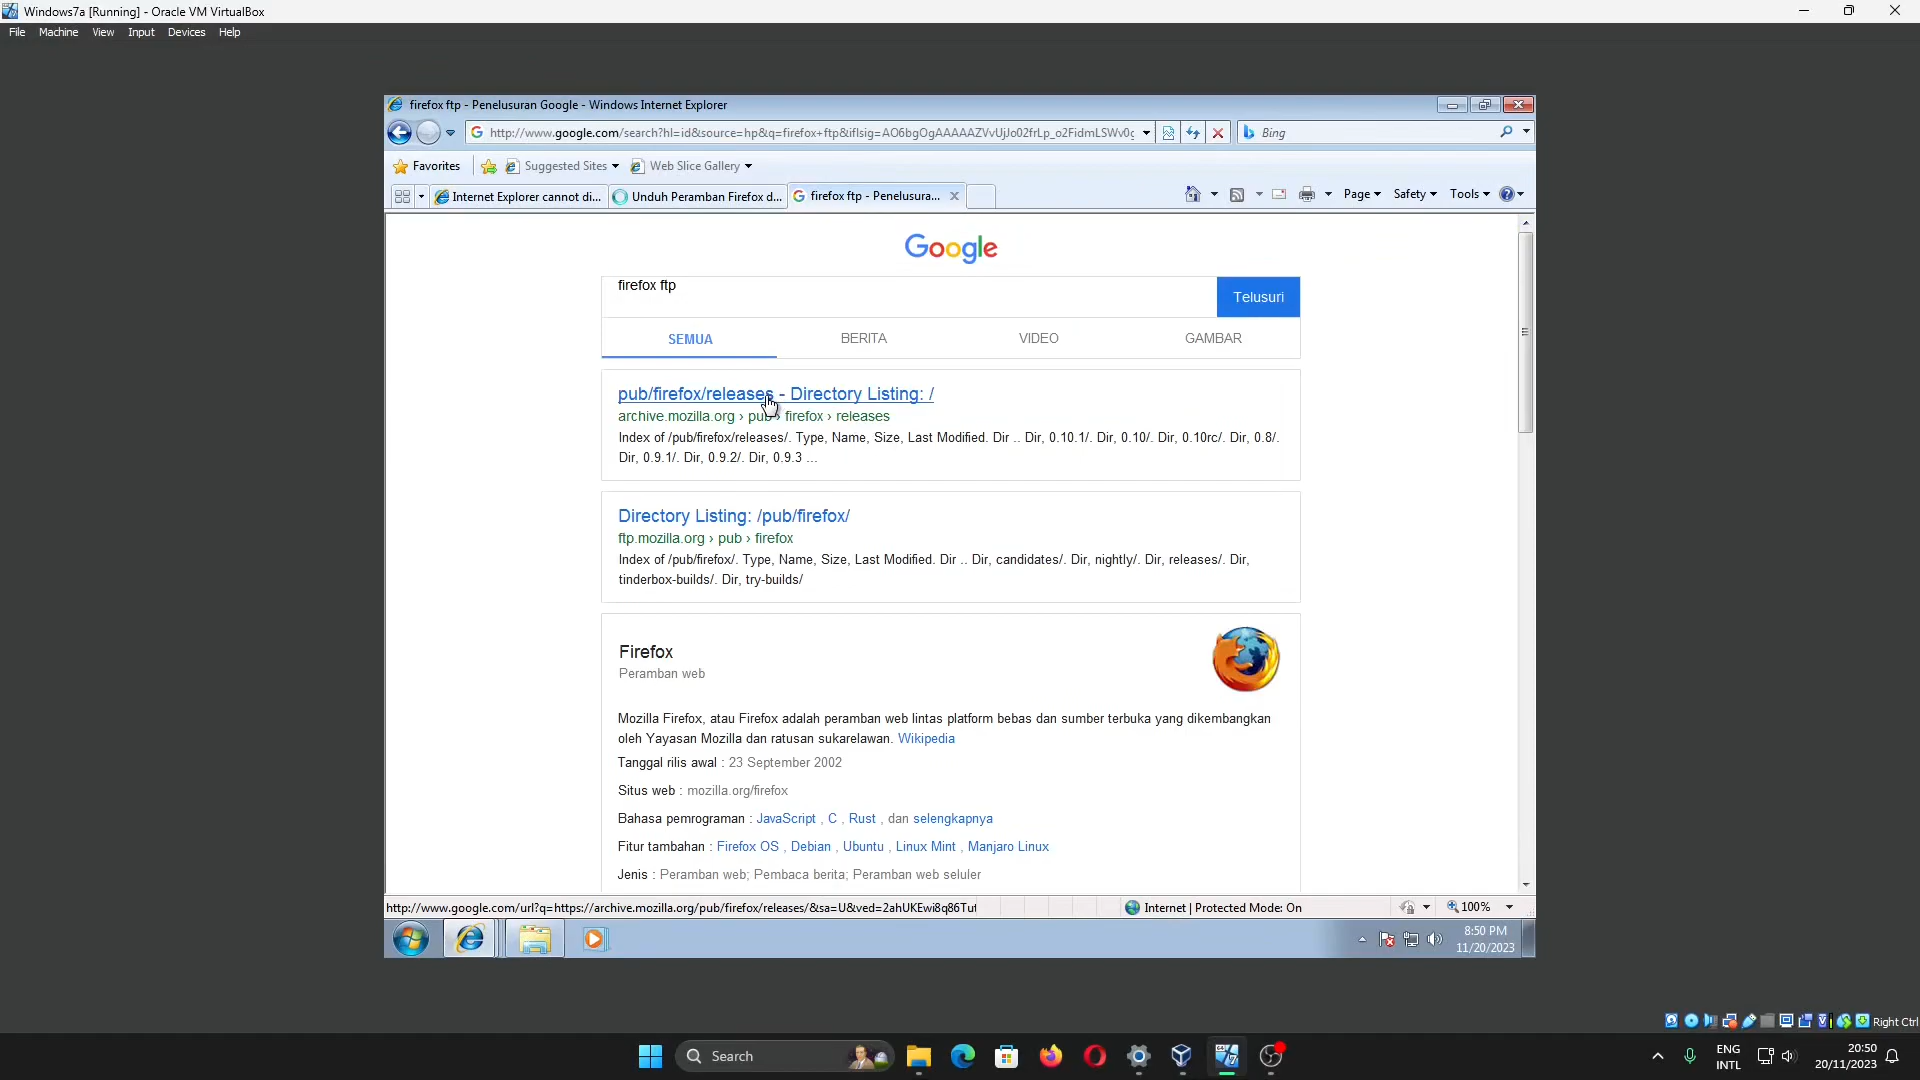 Windows7a [Running] - Oracle VM VirtualBox
File Machine View Input Devices Help
firefox ftp - Penelusuran Google - Windows Internet Explorer
http://www.google.com/search?hl=id&source=hp&q=firefox+ftp&iflsig=
Bing
Favorites
Suggested Sites
Web Slice Gallery
Internet Explorer cannot di...
Unduh Peramban Firefox d...
firefox ftp - Penelusura...
Page Safety Tools
Google
firefox ftp
Telusuri
SEMUA BERITA VIDEO GAMBAR
pub/firefox/releases - Directory Listing: /
archive.mozilla.org › pub › firefox › releases
Index of /pub/firefox/releases/. Type, Name, Size, Last Modified. Dir .. Dir, 0.10.1/. Dir, 0.10/. Dir, 0.10rc/. Dir, 0.8/.
Dir, 0.9.1/. Dir, 0.9.2/. Dir, 0.9.3 ...
Directory Listing: /pub/firefox/
ftp.mozilla.org › pub › firefox
Index of /pub/firefox/. Type, Name, Size, Last Modified. Dir .. Dir, candidates/. Dir, nightly/. Dir, releases/. Dir,
tinderbox-builds/. Dir, try-builds/
Firefox
Peramban web
Mozilla Firefox, atau Firefox adalah peramban web lintas platform bebas dan sumber terbuka yang dikembangkan
oleh Yayasan Mozilla dan ratusan sukarelawan. Wikipedia
Tanggal rilis awal : 23 September 2002
Situs web : mozilla.org/firefox
Bahasa pemrograman : JavaScript , C , Rust , dan selengkapnya
Fitur tambahan : Firefox OS , Debian , Ubuntu , Linux Mint , Manjaro Linux
Jenis : Peramban web; Pembaca berita; Peramban web seluler
http://www.google.com/url?q=https://archive.mozilla.org/pub/firefox/releases/&sa=U&ved=2ahUKEwi8q86Tut
Internet | Protected Mode: On
100%
8:50 PM
11/20/2023
Right Ctrl
Search
ENG
INTL
20:50
20/11/2023